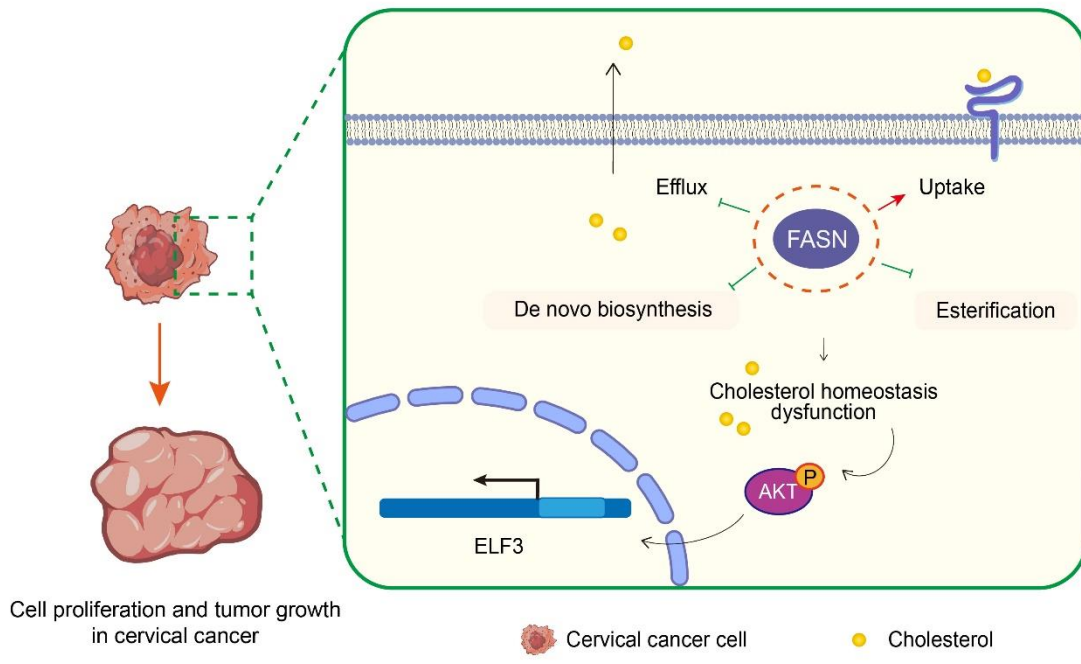 Efflux
Uptake
FASN
De novo biosynthesis
Esterification
Cholesterol homeostasis
dysfunction
P
AKT
ELF3
Cell proliferation and tumor growth
in cervical cancer
Cervical cancer cell
Cholesterol